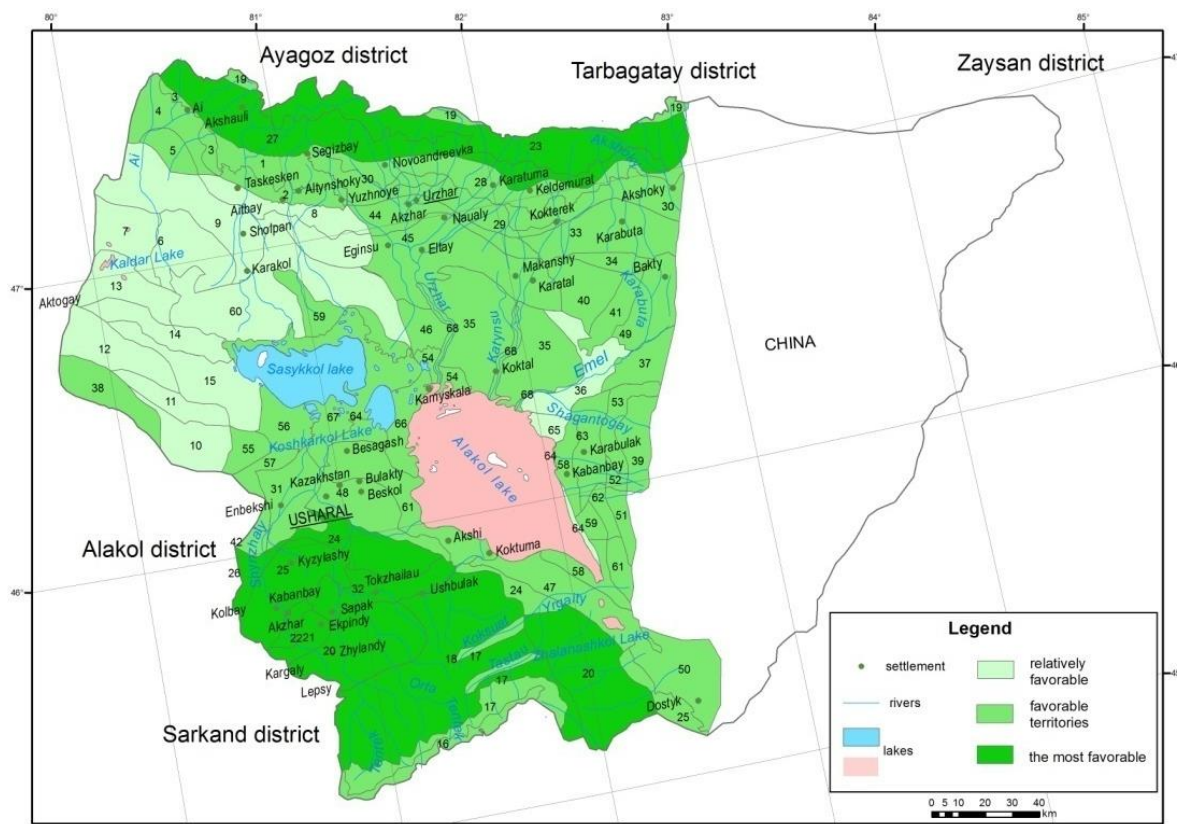 80°
81°
82°
83°
84°
85°
Ayagoz district
Tarbagatay district
Zaysan district
19
3
4
Ai
Akshauli
19
19
27
23
5
3
1
Segizbay
Novoandreevka
Ai
Taskesken
2
Altynshoky
30
Yuzhnoye
Urzhar
28
Karatuma
Keldemurat
Akshoky
30
Aitbay
8
44
Akzhar
Naualy
29
Kokterek
33
Karabuta
7
6
9
Sholpan
Eginsu
45
Eltay
34
Kaldar Lake
Karakol
Makanshy
Karatal
Bakty
13
47°
Aktogay
60
59
Urzhar
Katynsu
40
41
Karabuta
14
46
68
35
35
49
12
54
68
Emel
37
CHINA
15
Sasykkol lake
54
Koktal
38
Kamyskala
68
36
53
11
56
67
64
66
Shagantogay
65
63
10
55
Koshkarkol Lake
Besagash
Alakol lake
64
Karabulak
57
58
Kabanbay
39
31
Kazakhstan
Bulakty
48
Beskol
52
62
Enbekshi
USHARAL
61
59
51
64
Alakol district
42
24
Akshi
Koktuma
26
25
Kyzylashy
58
61
46°
Kabanbay
32
Tokzhailau
Ushbulak
24
47
Yrgaity
Kolbay
Sapak
Akzhar
Ekpindy
2221
Koksuat
Zhalanashkol Lake
20
Zhylandy
18
17
Tastau
20
50
Kargaly
Lepsy
Orta
17
17
Dostyk
25
Sarkand district
16
Legend
settlement
rivers
lakes
relatively
favorable
favorable
territories
the most favorable
0 5 10 20 30 40
km